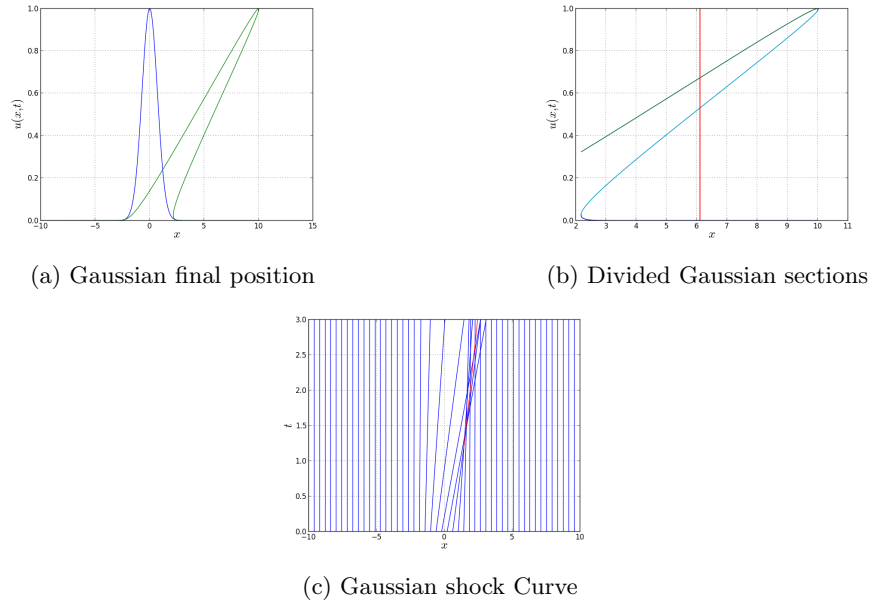 1.0
0.8
0.6
0.4
0.2
0.0
u(x,t)
−10 −5 0 5 10 15
x
(a) Gaussian final position
1.0
0.8
0.6
0.4
0.2
0.0
u(x,t)
2 3 4 5 6 7 8 9 10 11
x
(b) Divided Gaussian sections
3.0
2.5
2.0
1.5
1.0
0.5
0.0
t
−10 −5 0 5 10
x
(c) Gaussian shock Curve